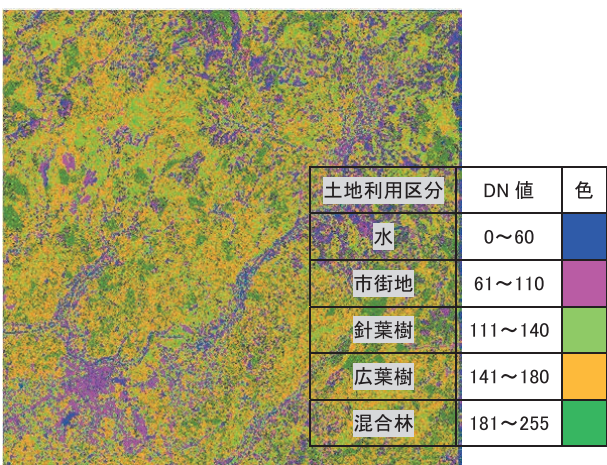 土地利用区分 DN 値 色
水 0～60
市街地 61～110
針葉樹 111～140
広葉樹 141～180
混合林 181～255